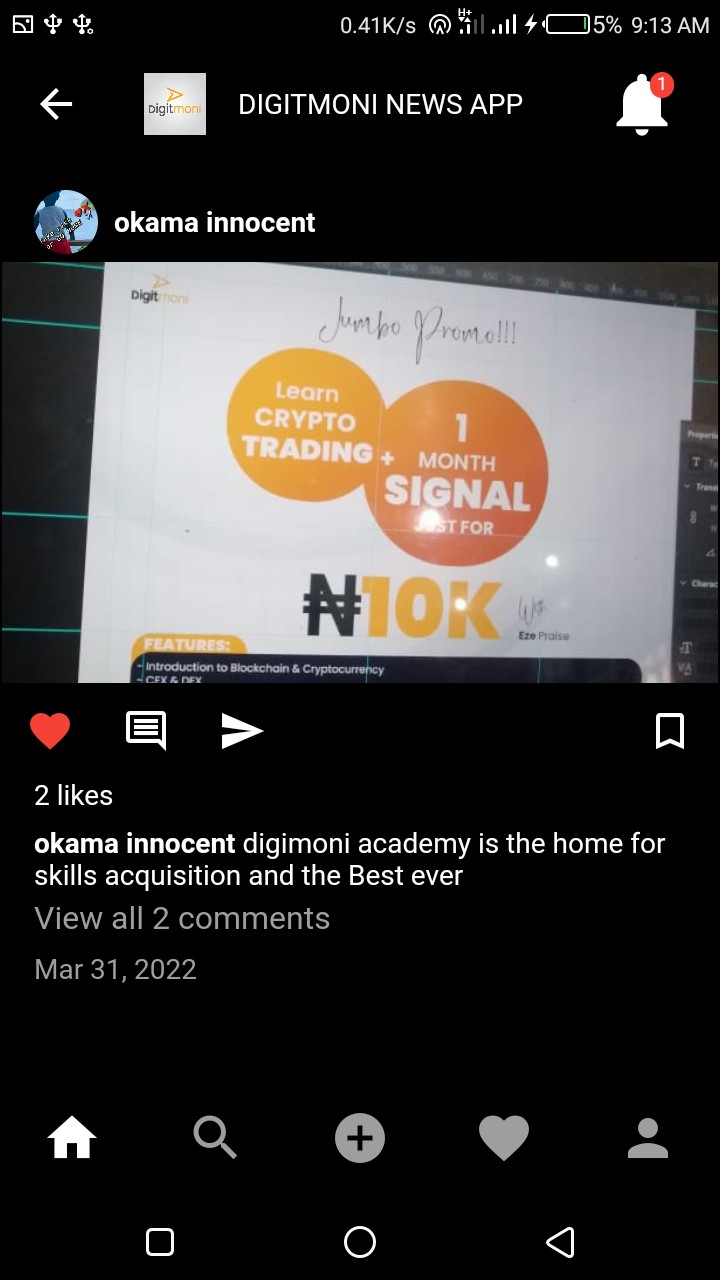 0.41K/s H+ 5% 9:13 AM
Digitmoni
DIGITMONI NEWS APP
1
okama innocent
Digitmoni
Jumbo Promo!!!
Learn
CRYPTO
TRADING +
1
MONTH
SIGNAL
JUST FOR
₦10K
With
Eze Praise
FEATURES:
- Introduction to Blockchain & Cryptocurrency
- CEX & DEX
2 likes
okama innocent digimoni academy is the home for
skills acquisition and the Best ever
View all 2 comments
Mar 31, 2022